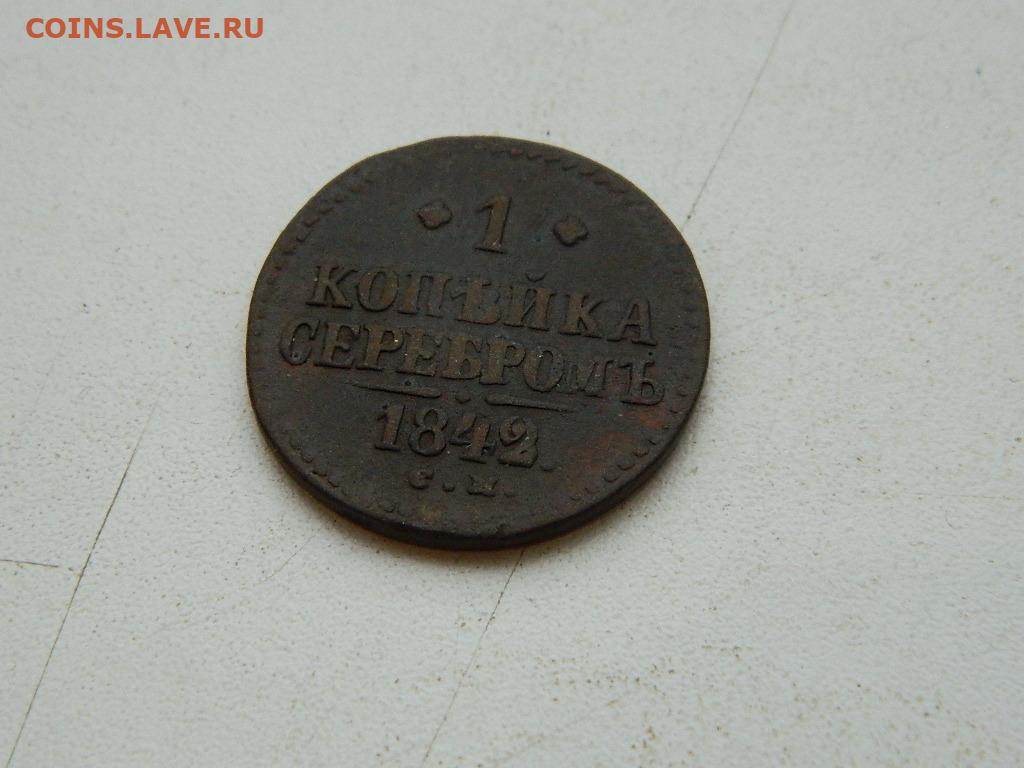 COINS.LAVE.RU
1
КОПѢЙКА
СЕРЕБРОМЪ
1842.
С.М.